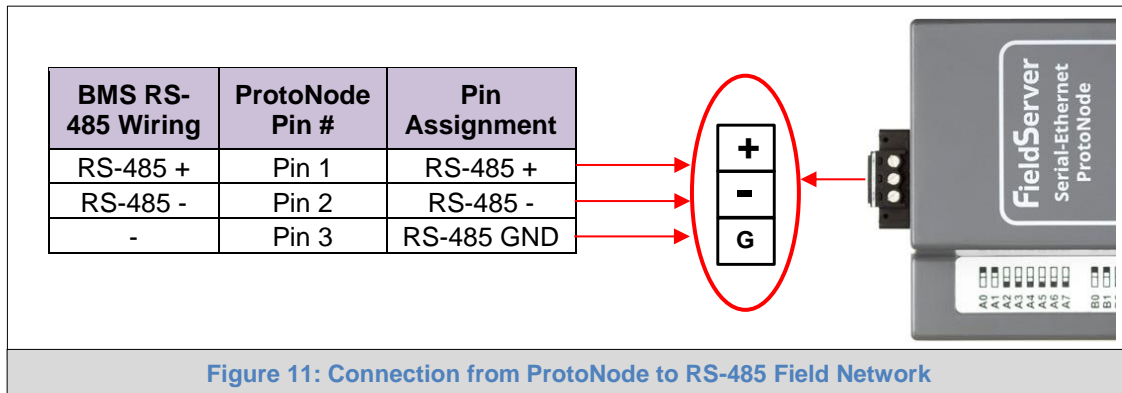 BMS RS-
485 Wiring
ProtoNode
Pin #
Pin
Assignment
RS-485 +
Pin 1
RS-485 +
RS-485 -
Pin 2
RS-485 -
-
Pin 3
RS-485 GND
+
-
G
FieldServer
Serial-Ethernet
ProtoNode
A0 A1 A2 A3 A4 A5 A6 A7
B0 B1
Figure 11: Connection from ProtoNode to RS-485 Field Network